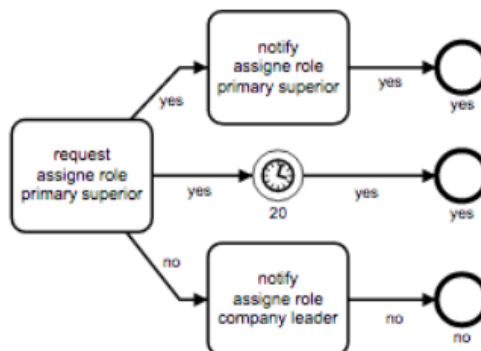 notify
assigne role
primary superior
yes
yes
yes
request
assigne role
primary superior
yes
20
yes
yes
no
notify
assigne role
company leader
no
no